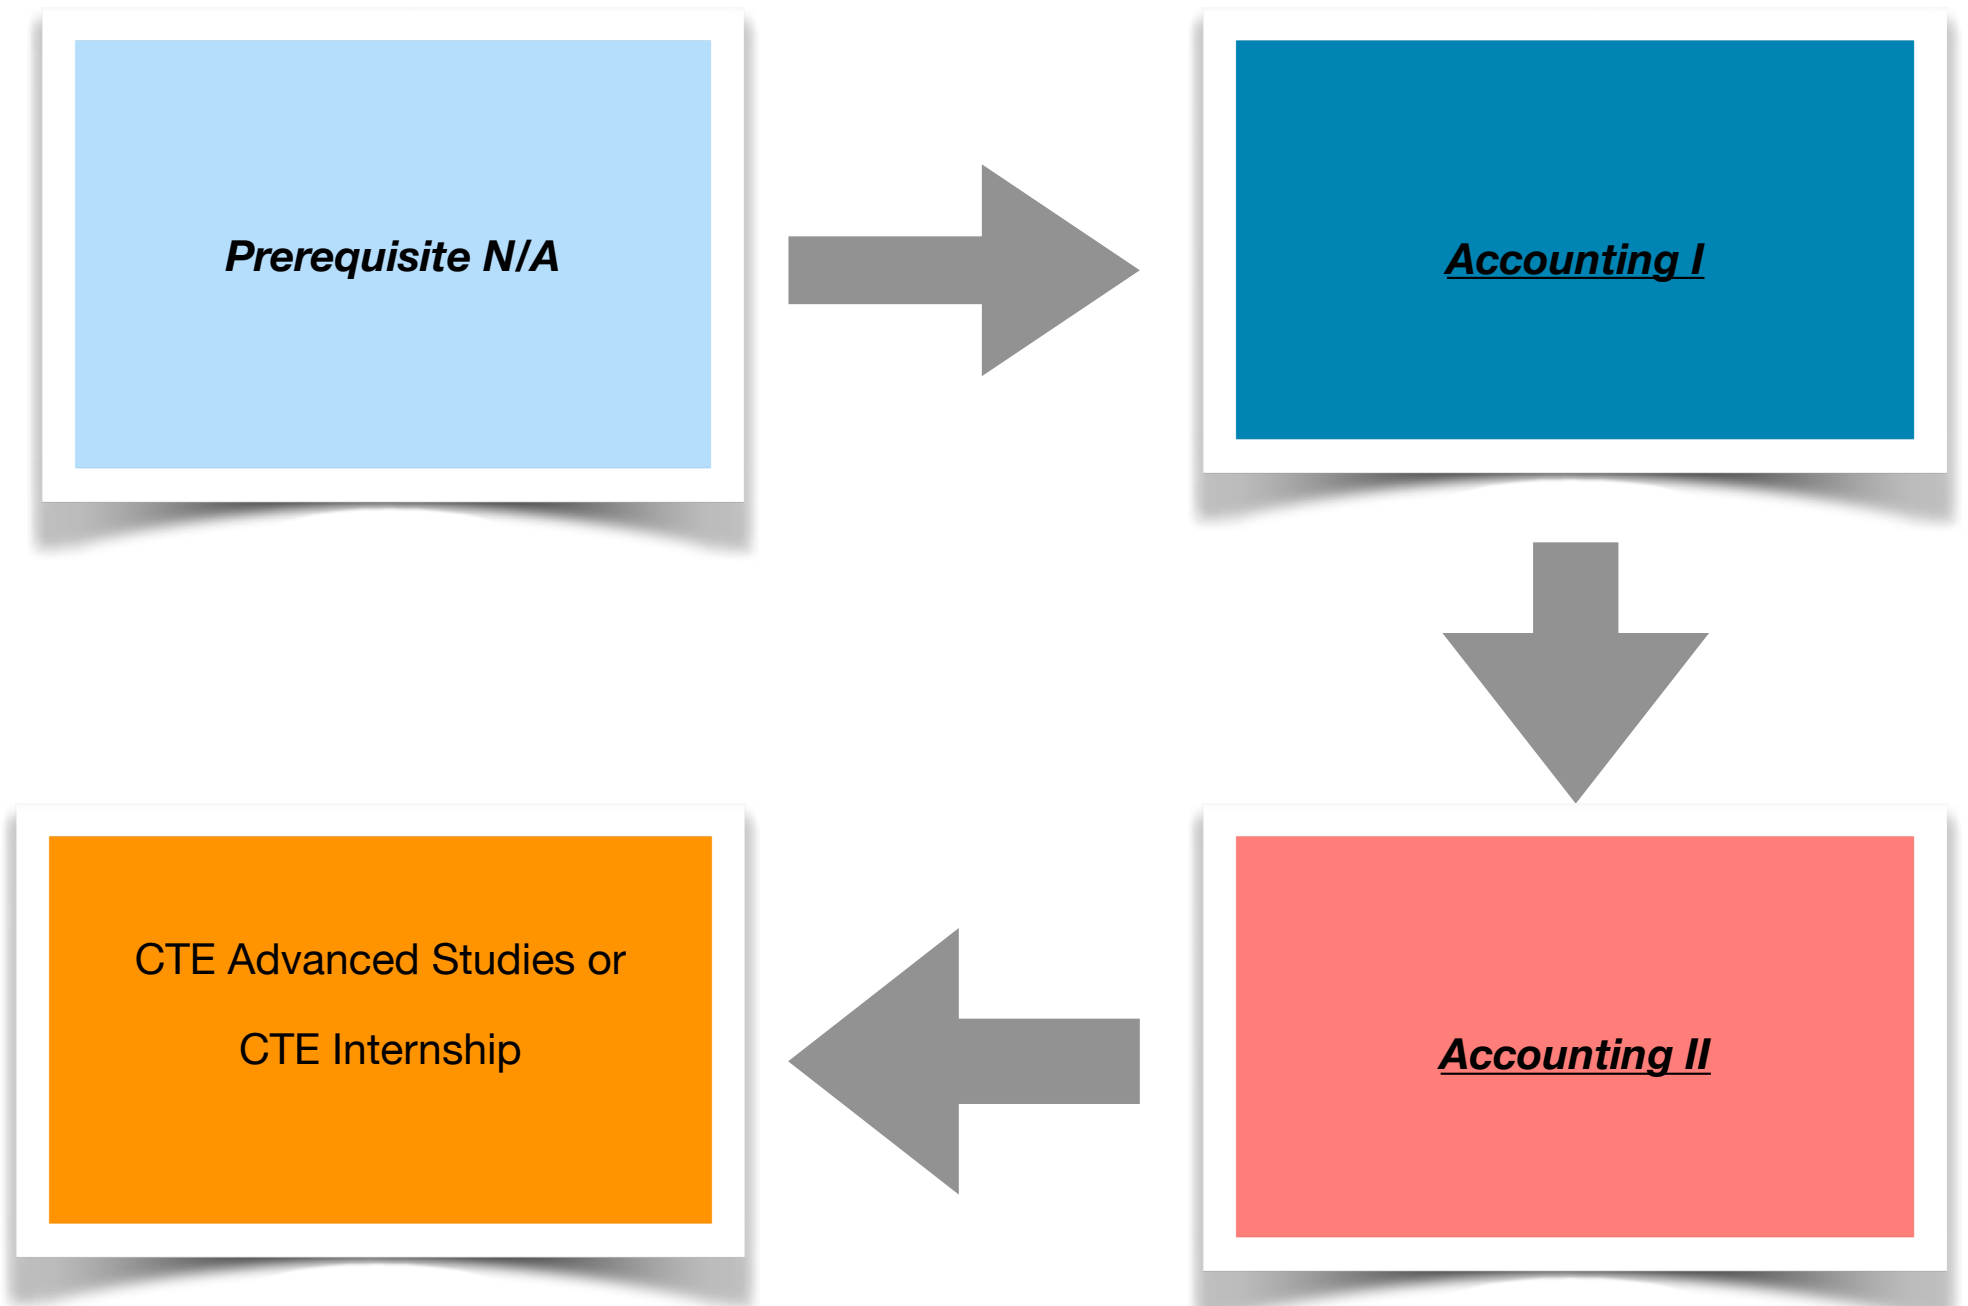 Prerequisite N/A
Accounting I
Accounting II
CTE Advanced Studies or
CTE Internship